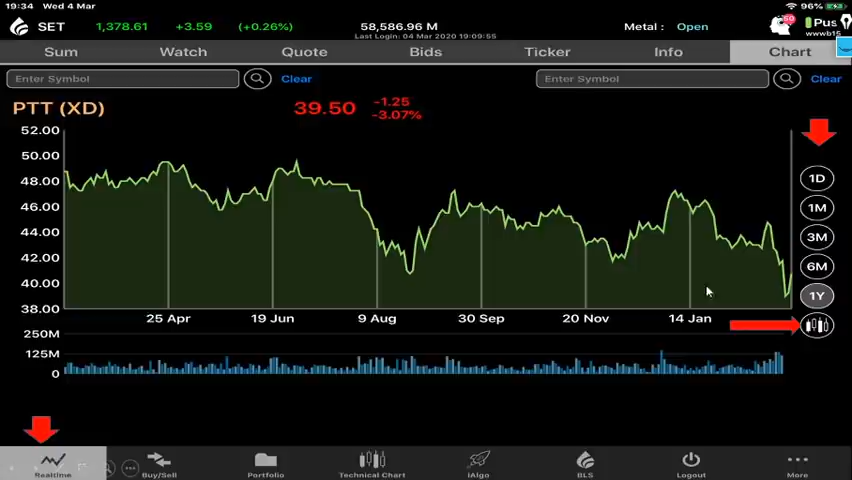 19:34 Wed 4 Mar 96%
SET 1,378.61 +3.59 (+0.26%) 58,586.96 M Metal : Open
Last Login: 04 Mar 2020 19:09:55
50
wwwb15
Sum Watch Quote Bids Ticker Info Chart
Enter Symbol Clear Enter Symbol Clear
PTT (XD) 39.50 -1.25
-3.07%
52.00
50.00
48.00
46.00
44.00
42.00
40.00
38.00
1D
1M
3M
6M
1Y
25 Apr 19 Jun 9 Aug 30 Sep 20 Nov 14 Jan
250M
125M
0
Realtime Buy/Sell Portfolio Technical Chart iAlgo BLS Logout More